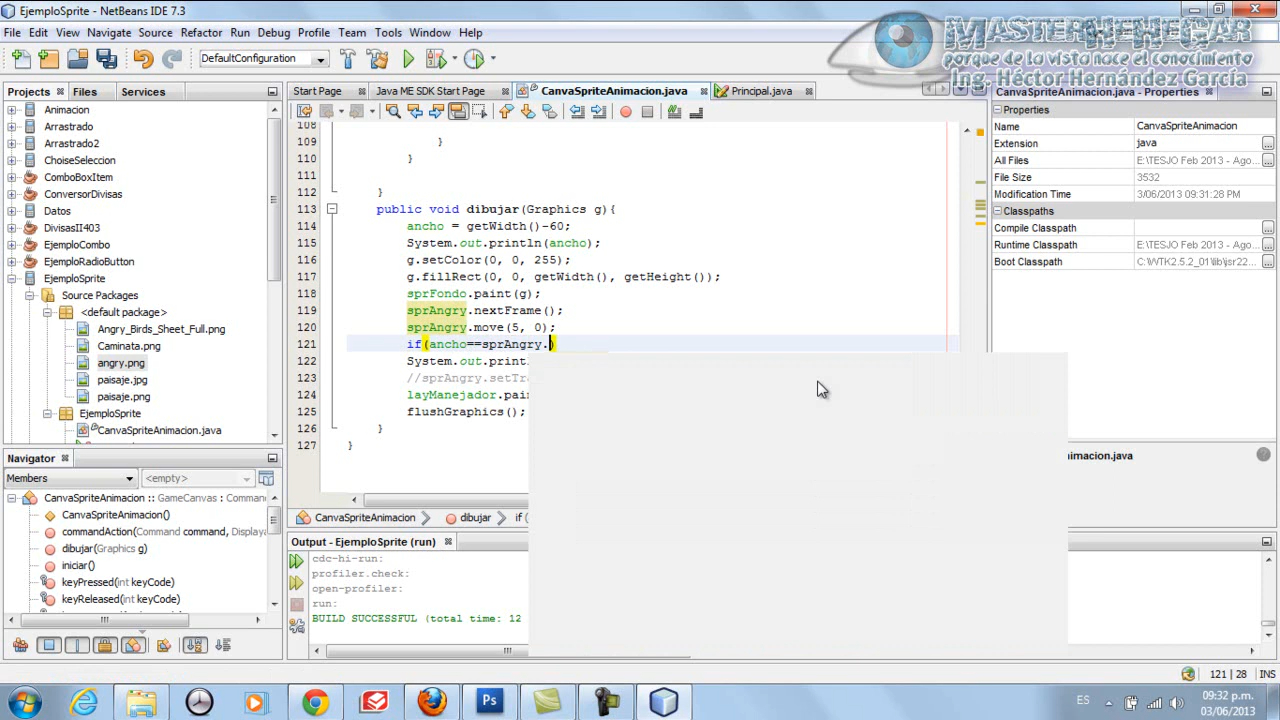 EjemploSprite - NetBeans IDE 7.3
File Edit View Navigate Source Refactor Run Debug Profile Team Tools Window Help
MASTERHEHEGAR
porque de la vista nace el conocimiento
Ing. Héctor Hernández García
DefaultConfiguration
Projects Files Services
Animacion
Arrastrado
Arrastrado2
ChoiseSeleccion
ComboBoxItem
ConversorDivisas
Datos
DivisasII403
EjemploCombo
EjemploRadioButton
EjemploSprite
Source Packages
<default package>
Angry_Birds_Sheet_Full.png
Caminata.png
angry.png
paisaje.jpg
paisaje.png
EjemploSprite
CanvaSpriteAnimacion.java
Navigator
Members <empty>
CanvaSpriteAnimacion :: GameCanvas : Comman
CanvaSpriteAnimacion()
commandAction(Command command, Displaya
dibujar(Graphics g)
iniciar()
keyPressed(int keyCode)
keyReleased(int keyCode)
Start Page Java ME SDK Start Page CanvaSpriteAnimacion.java Principal.java
108
109 }
110 }
111
112 }
113 public void dibujar(Graphics g){
114 ancho = getWidth()-60;
115 System.out.println(ancho);
116 g.setColor(0, 0, 255);
117 g.fillRect(0, 0, getWidth(), getHeight());
118 sprFondo.paint(g);
119 sprAngry.nextFrame();
120 sprAngry.move(5, 0);
121 if(ancho==sprAngry.)
122 System.out.printl
123 //sprAngry.setTra
124 layManejador.pain
125 flushGraphics();
126 }
127 }
CanvaSpriteAnimacion dibujar if (
Output - EjemploSprite (run)
cdc-hi-run:
profiler.check:
open-profiler:
run:
BUILD SUCCESSFUL (total time: 12
CanvaSpriteAnimacion.java - Properties
Properties
Name CanvaSpriteAnimacion
Extension java
All Files E:\TESJO Feb 2013 - Ago...
File Size 3532
Modification Time 3/06/2013 09:31:28 PM
Classpaths
Compile Classpath
Runtime Classpath E:\TESJO Feb 2013 - Ago...
Boot Classpath C:\WTK2.5.2_01\lib\jsr22...
imacion.java
121 | 28 INS
ES
09:32 p.m.
03/06/2013